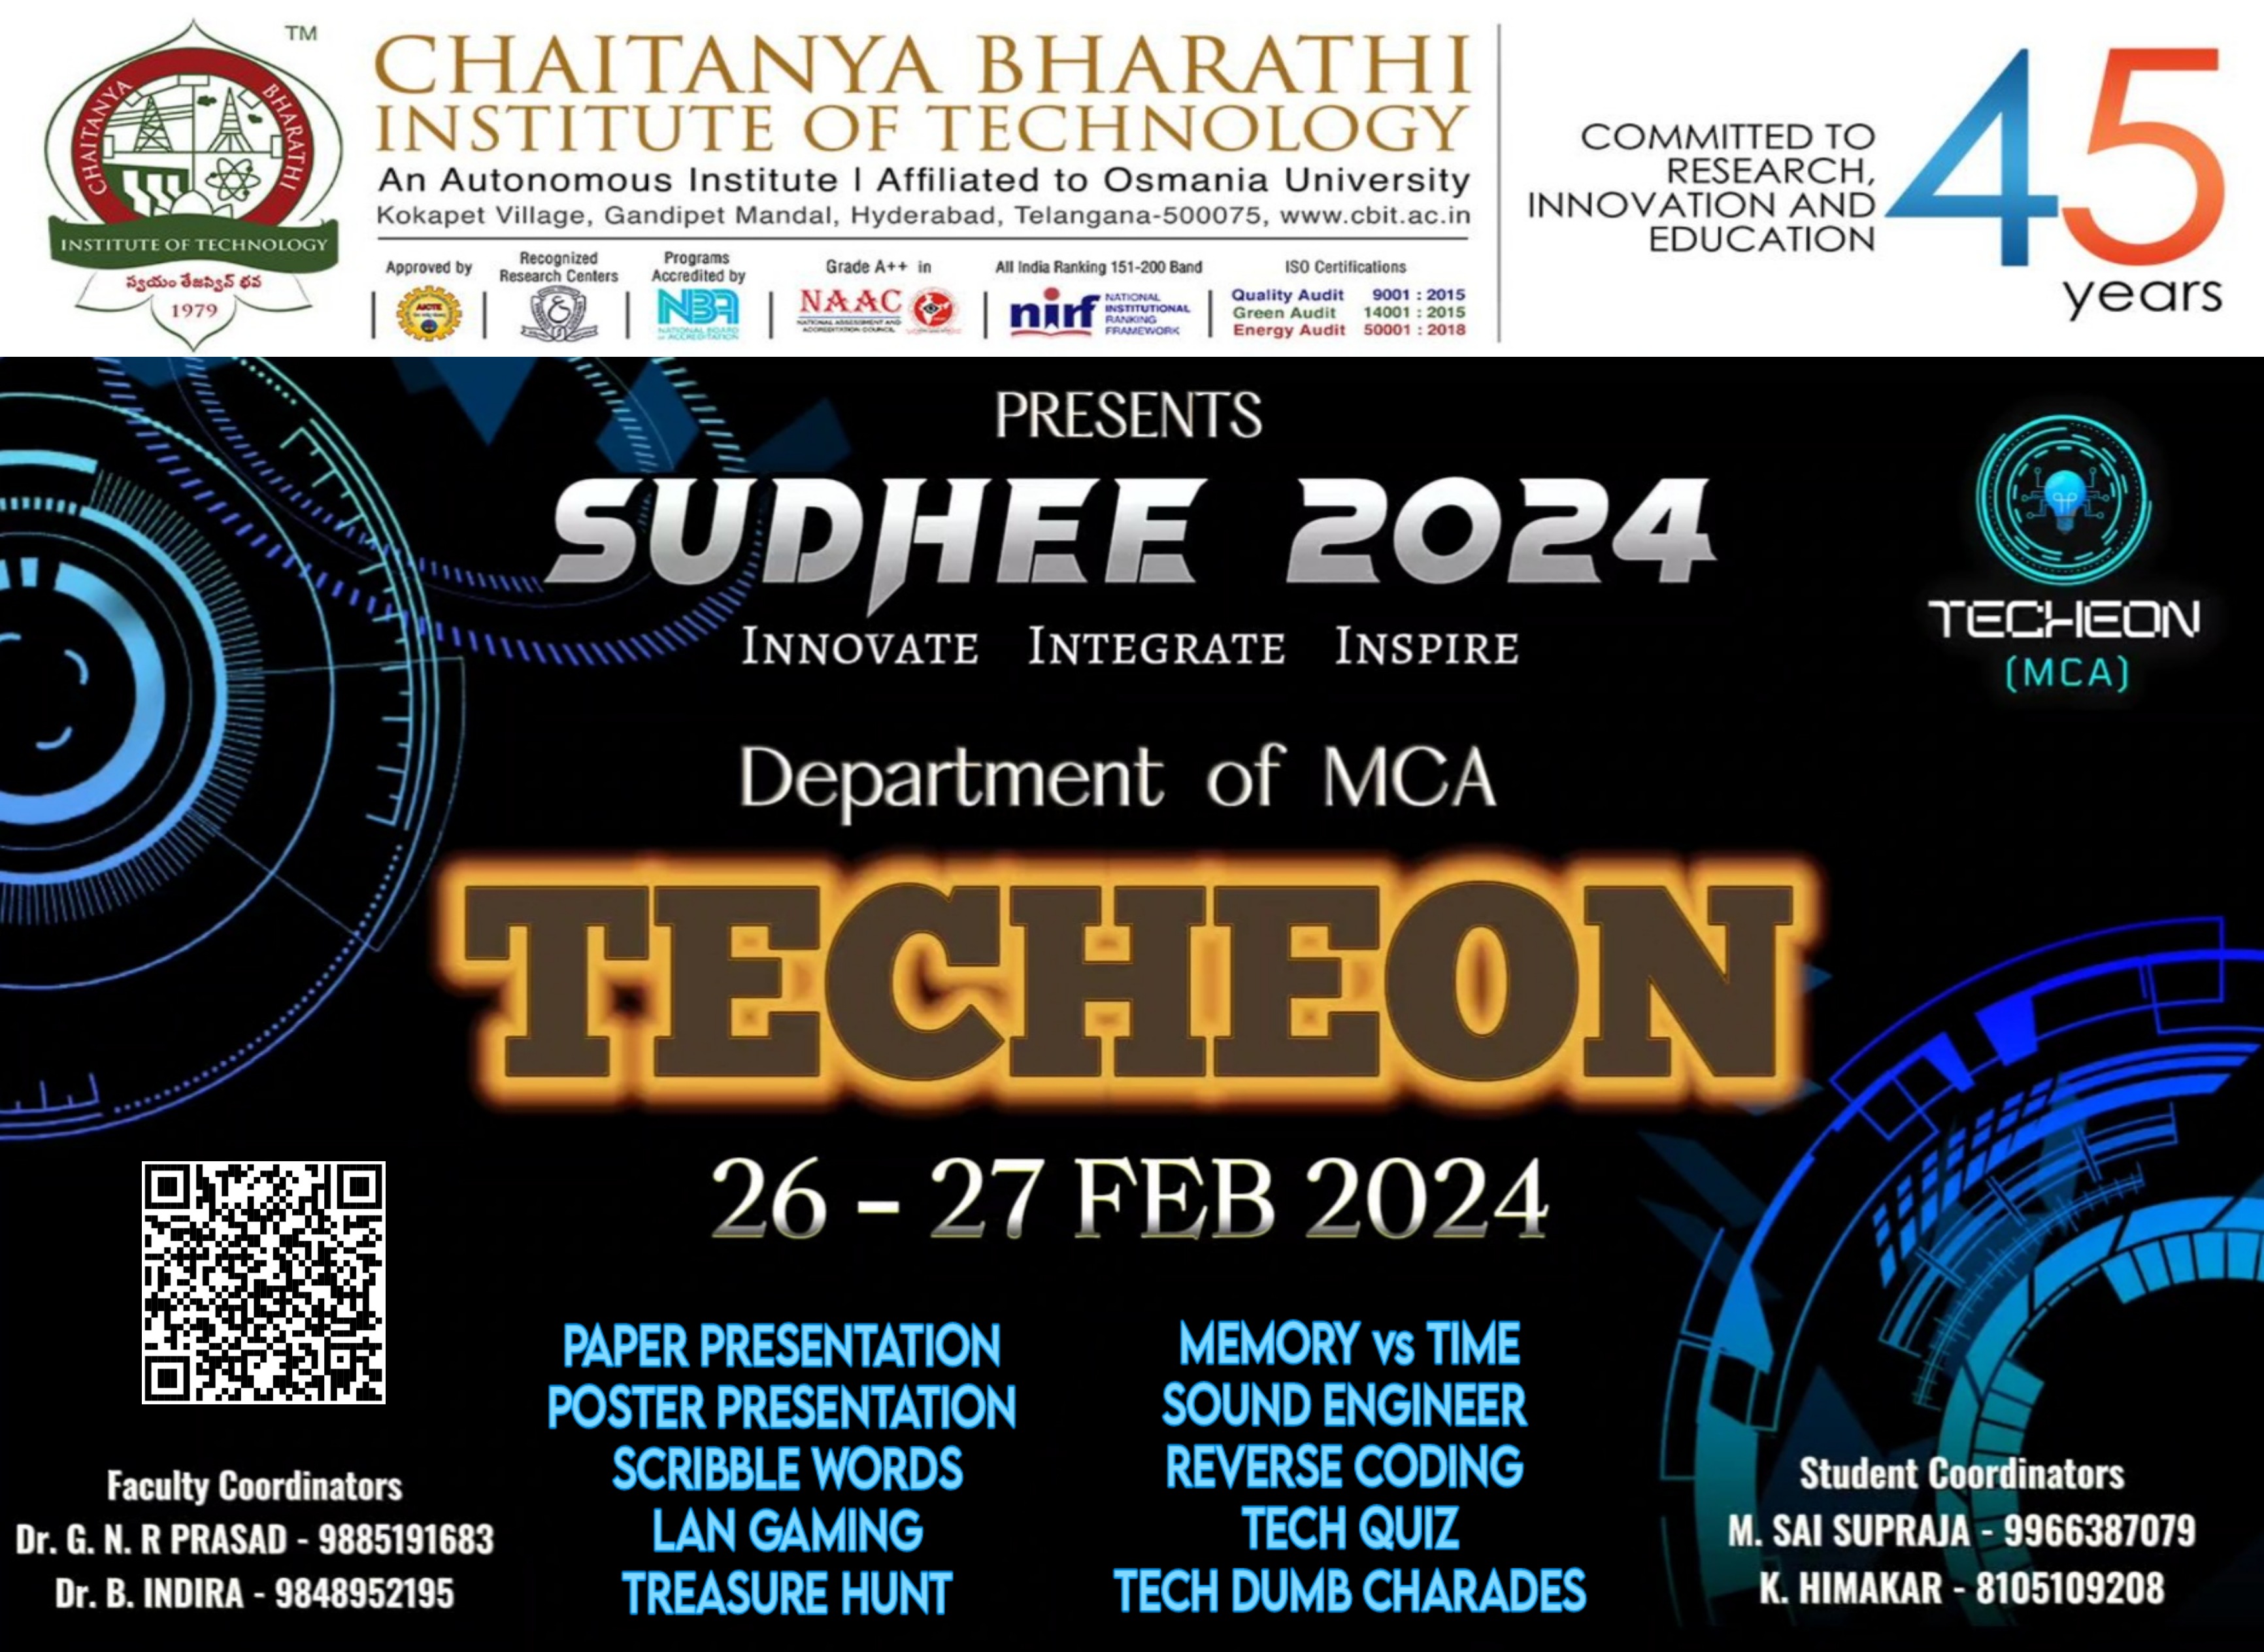 TM
CHAITANYA BHARATHI
INSTITUTE OF TECHNOLOGY
స్వయం తేజస్విన్ భవ
1979
CHAITANYA BHARATHI
INSTITUTE OF TECHNOLOGY
An Autonomous Institute | Affiliated to Osmania University
Kokapet Village, Gandipet Mandal, Hyderabad, Telangana-500075, www.cbit.ac.in
Approved by
AICTE
Recognized
Research Centers
Programs
Accredited by
NBA
NATIONAL BOARD
OF ACCREDITATION
Grade A++ in
NAAC
NATIONAL ASSESSMENT AND
ACCREDITATION COUNCIL
All India Ranking 151-200 Band
nirf
NATIONAL
INSTITUTIONAL
RANKING
FRAMEWORK
ISO Certifications
Quality Audit 9001 : 2015
Green Audit 14001 : 2015
Energy Audit 50001 : 2018
COMMITTED TO
RESEARCH,
INNOVATION AND
EDUCATION
45
years
PRESENTS
SUDHEE 2024
INNOVATE INTEGRATE INSPIRE
TECHEON
(MCA)
Department of MCA
TECHEON
26 - 27 FEB 2024
PAPER PRESENTATION
POSTER PRESENTATION
SCRIBBLE WORDS
LAN GAMING
TREASURE HUNT
MEMORY vs TIME
SOUND ENGINEER
REVERSE CODING
TECH QUIZ
TECH DUMB CHARADES
Faculty Coordinators
Dr. G. N. R PRASAD - 9885191683
Dr. B. INDIRA - 9848952195
Student Coordinators
M. SAI SUPRAJA - 9966387079
K. HIMAKAR - 8105109208